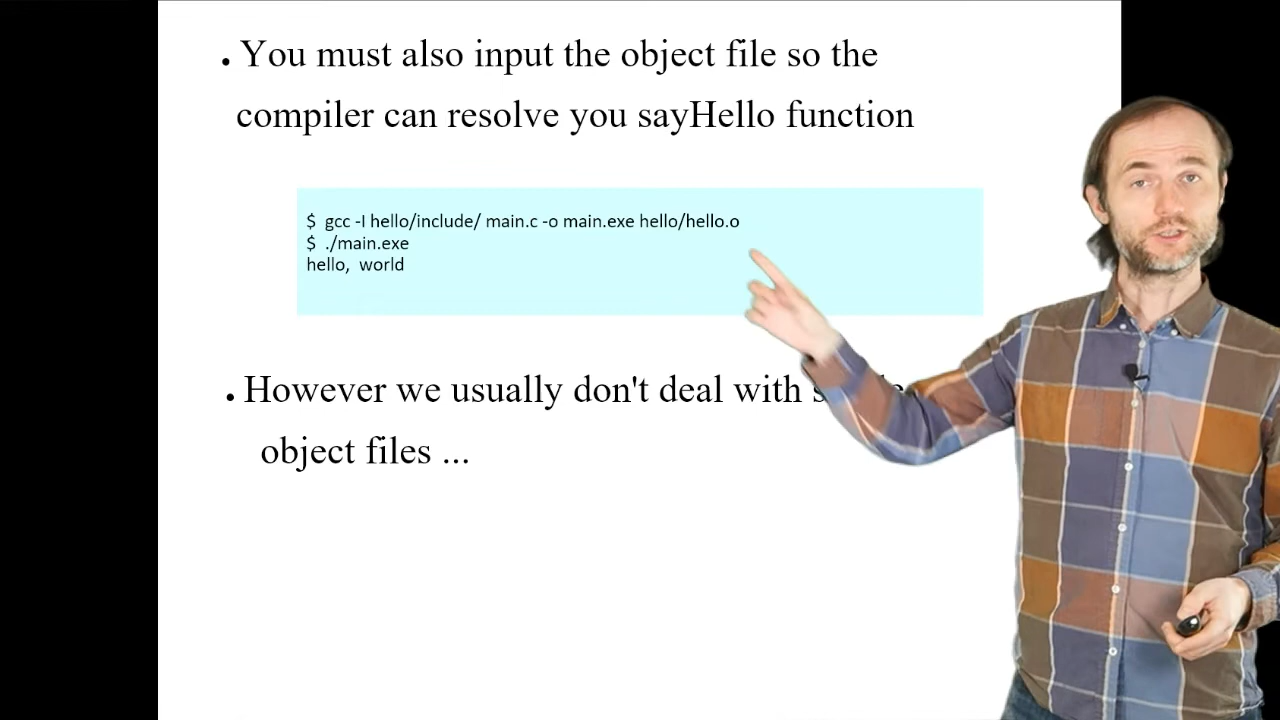 • You must also input the object file so the
compiler can resolve you sayHello function
$ gcc -I hello/include/ main.c -o main.exe hello/hello.o
$ ./main.exe
hello, world
• However we usually don't deal with
object files ...